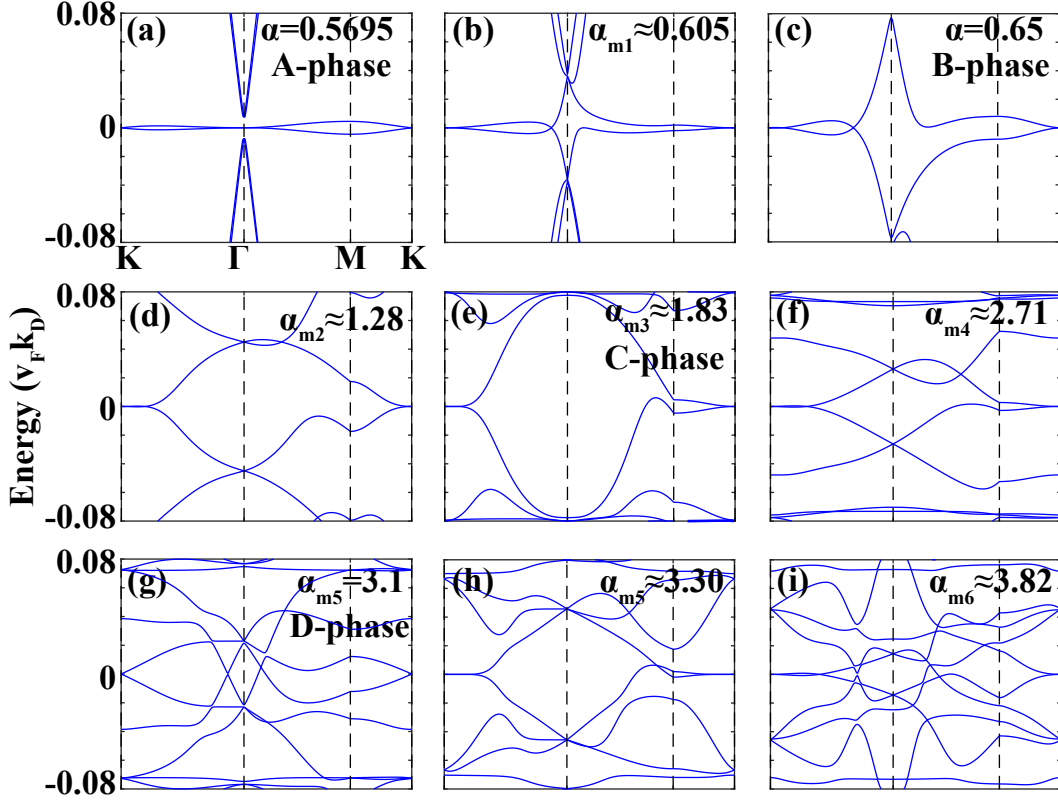 (a) α=0.5695
A-phase
(b) αm1≈0.605
(c) α=0.65
B-phase
0.08
0
-0.08
K Γ M K
Energy (vFkD)
(d) αm2≈1.28
(e) αm3≈1.83
C-phase
(f) αm4≈2.71
0.08
0
-0.08
(g) αm5=3.1
D-phase
(h) αm5≈3.30
(i) αm6≈3.82
0.08
0
-0.08